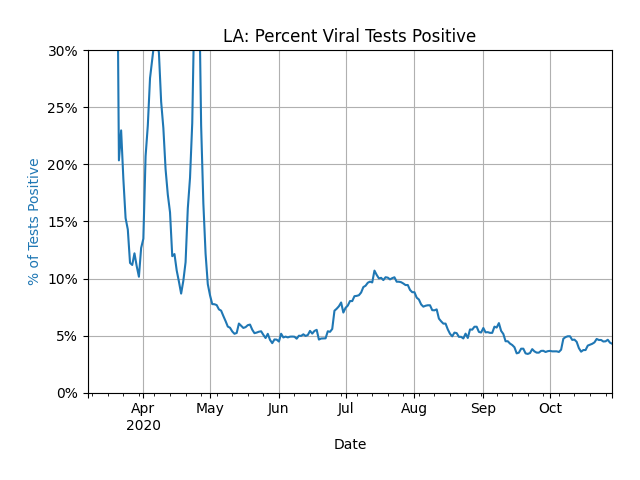 LA: Percent Viral Tests Positive
30%
25%
20%
15%
10%
5%
0%
% of Tests Positive
Apr May Jun Jul Aug Sep Oct
2020
Date